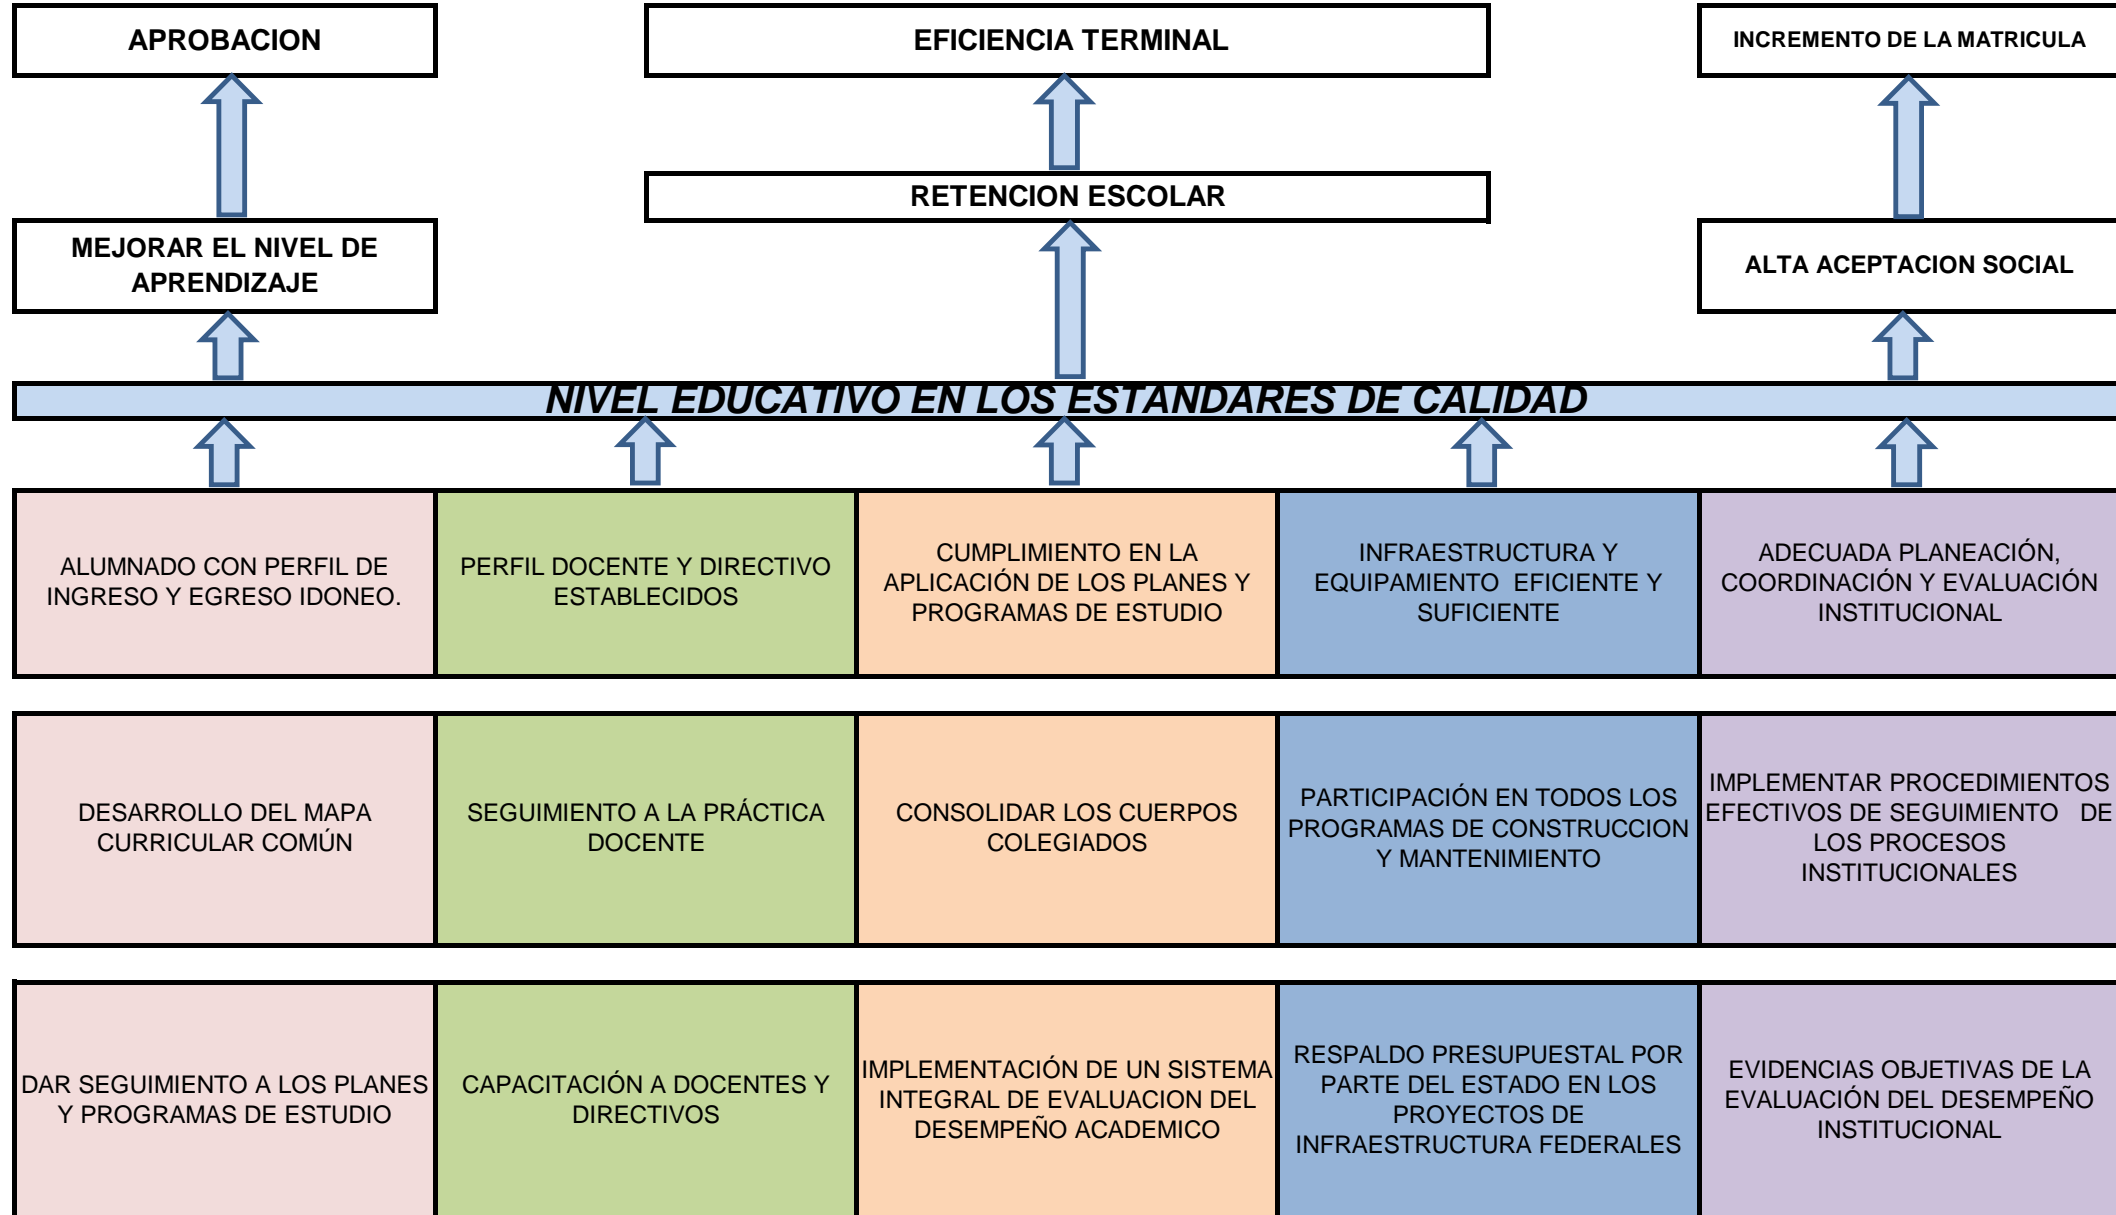 APROBACION
EFICIENCIA TERMINAL
INCREMENTO DE LA MATRICULA
RETENCION ESCOLAR
MEJORAR EL NIVEL DE
APRENDIZAJE
ALTA ACEPTACION SOCIAL
NIVEL EDUCATIVO EN LOS ESTANDARES DE CALIDAD
ALUMNADO CON PERFIL DE
INGRESO Y EGRESO IDONEO.
PERFIL DOCENTE Y DIRECTIVO
ESTABLECIDOS
CUMPLIMIENTO EN LA
APLICACIÓN DE LOS PLANES Y
PROGRAMAS DE ESTUDIO
INFRAESTRUCTURA Y
EQUIPAMIENTO EFICIENTE Y
SUFICIENTE
ADECUADA PLANEACIÓN,
COORDINACIÓN Y EVALUACIÓN
INSTITUCIONAL
DESARROLLO DEL MAPA
CURRICULAR COMÚN
SEGUIMIENTO A LA PRÁCTICA
DOCENTE
CONSOLIDAR LOS CUERPOS
COLEGIADOS
PARTICIPACIÓN EN TODOS LOS
PROGRAMAS DE CONSTRUCCION
Y MANTENIMIENTO
IMPLEMENTAR PROCEDIMIENTOS
EFECTIVOS DE SEGUIMIENTO DE
LOS PROCESOS
INSTITUCIONALES
DAR SEGUIMIENTO A LOS PLANES
Y PROGRAMAS DE ESTUDIO
CAPACITACIÓN A DOCENTES Y
DIRECTIVOS
IMPLEMENTACIÓN DE UN SISTEMA
INTEGRAL DE EVALUACION DEL
DESEMPEÑO ACADEMICO
RESPALDO PRESUPUESTAL POR
PARTE DEL ESTADO EN LOS
PROYECTOS DE
INFRAESTRUCTURA FEDERALES
EVIDENCIAS OBJETIVAS DE LA
EVALUACIÓN DEL DESEMPEÑO
INSTITUCIONAL